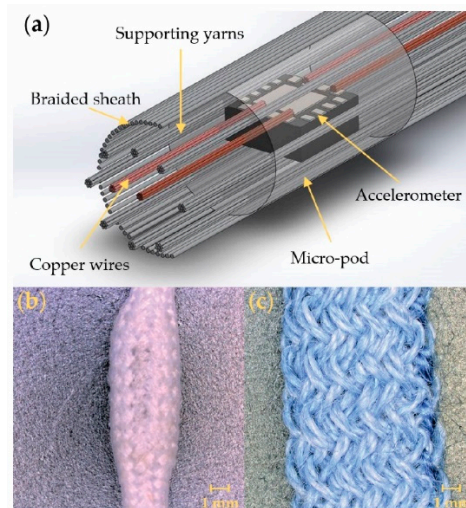 (a)
Supporting yarns
Braided sheath
Accelerometer
Copper wires
Micro-pod
(b)
(c)
1 mm
1 mm